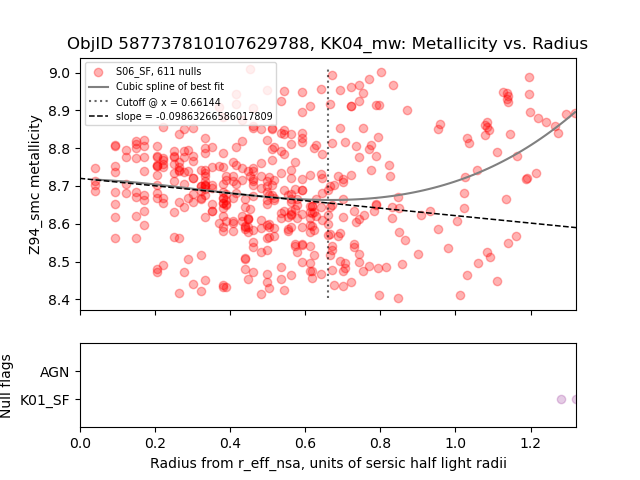 ObjID 587737810107629788, KK04_mw: Metallicity vs. Radius
S06_SF, 611 nulls
Cubic spline of best fit
Cutoff @ x = 0.66144
slope = -0.09863266586017809
Z94_smc metallicity
9.0
8.9
8.8
8.7
8.6
8.5
8.4
Null flags
AGN
K01_SF
0.0 0.2 0.4 0.6 0.8 1.0 1.2
Radius from r_eff_nsa, units of sersic half light radii